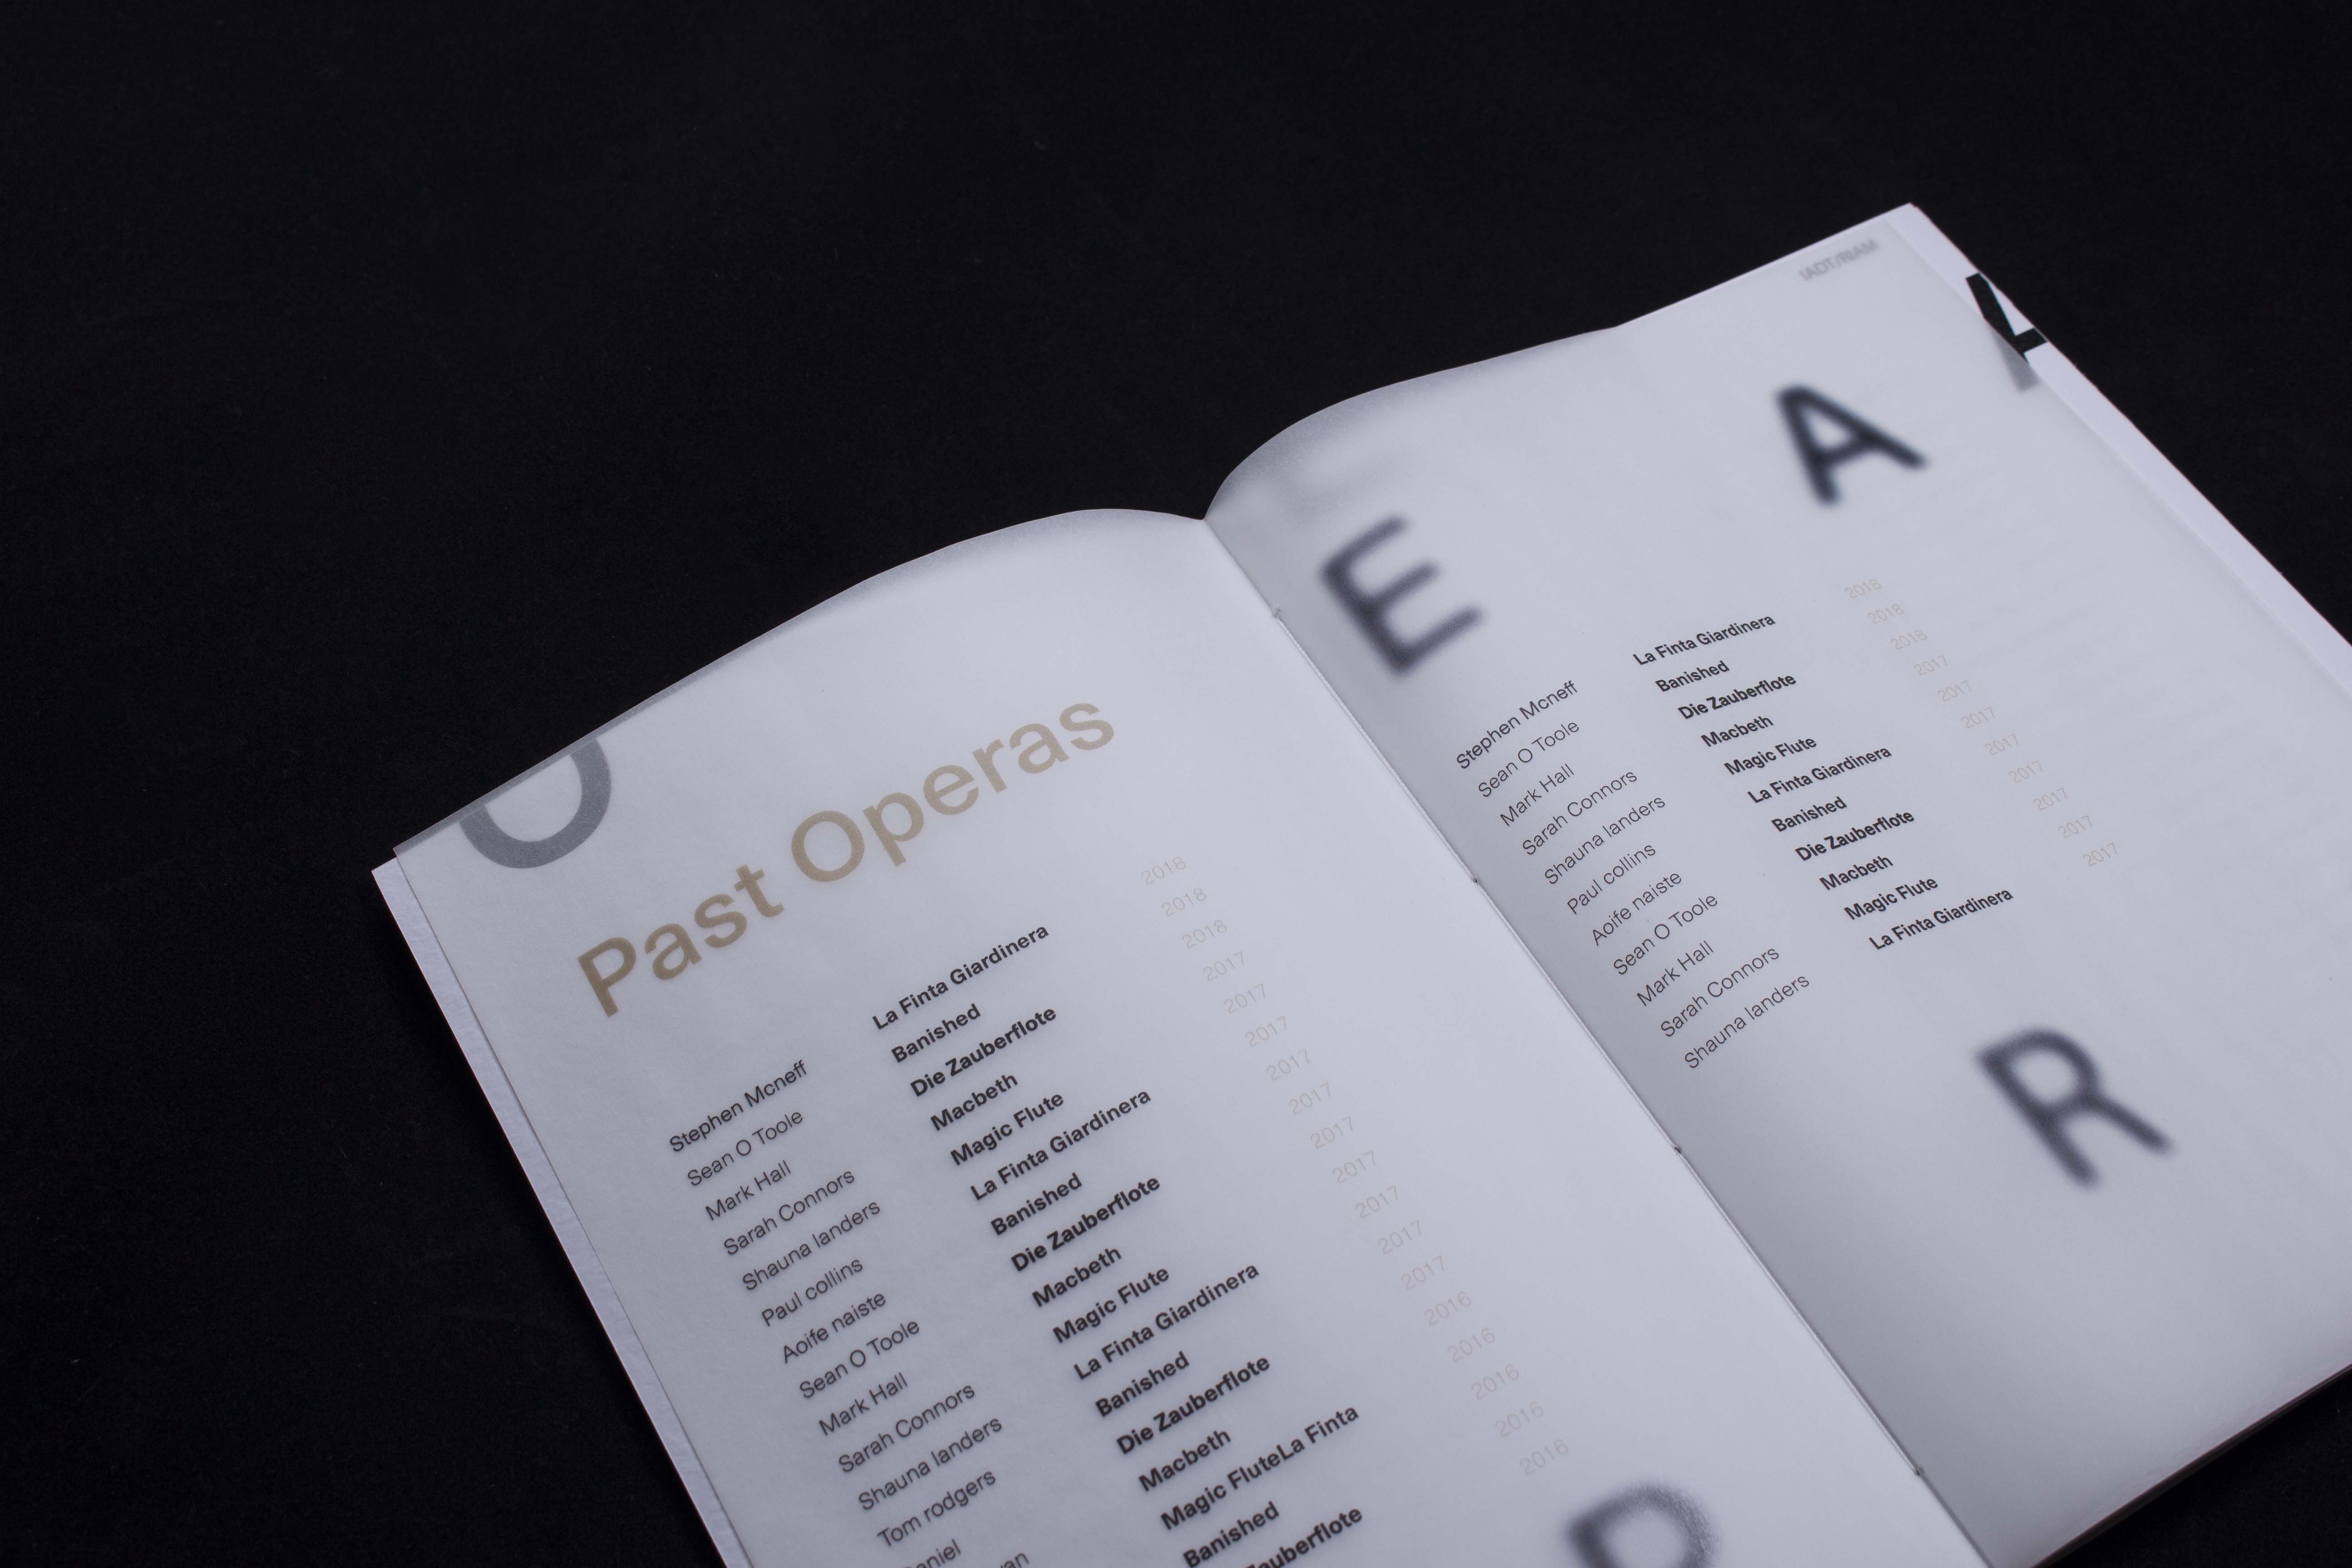 O
Past Operas
Stephen Mcneff La Finta Giardinera 2018
Sean O Toole Banished 2018
Mark Hall Die Zauberflote 2018
Sarah Connors Macbeth 2017
Shauna landers Magic Flute 2017
Paul collins La Finta Giardinera 2017
Aoife naiste Banished 2017
Sean O Toole Die Zauberflote 2017
Mark Hall Macbeth 2017
Sarah Connors Magic Flute 2017
Shauna landers La Finta Giardinera 2017
Tom rodgers Banished 2017
Die Zauberflote 2017
Macbeth 2016
Magic FluteLa Finta 2016
Banished 2016
2016
2016
P
IADT/RIAM
E
A
Stephen Mcneff La Finta Giardinera 2018
Sean O Toole Banished 2018
Mark Hall Die Zauberflote 2018
Sarah Connors Macbeth 2017
Shauna landers Magic Flute 2017
Paul collins La Finta Giardinera 2017
Aoife naiste Banished 2017
Sean O Toole Die Zauberflote 2017
Mark Hall Macbeth 2017
Sarah Connors Magic Flute 2017
Shauna landers La Finta Giardinera 2017
R